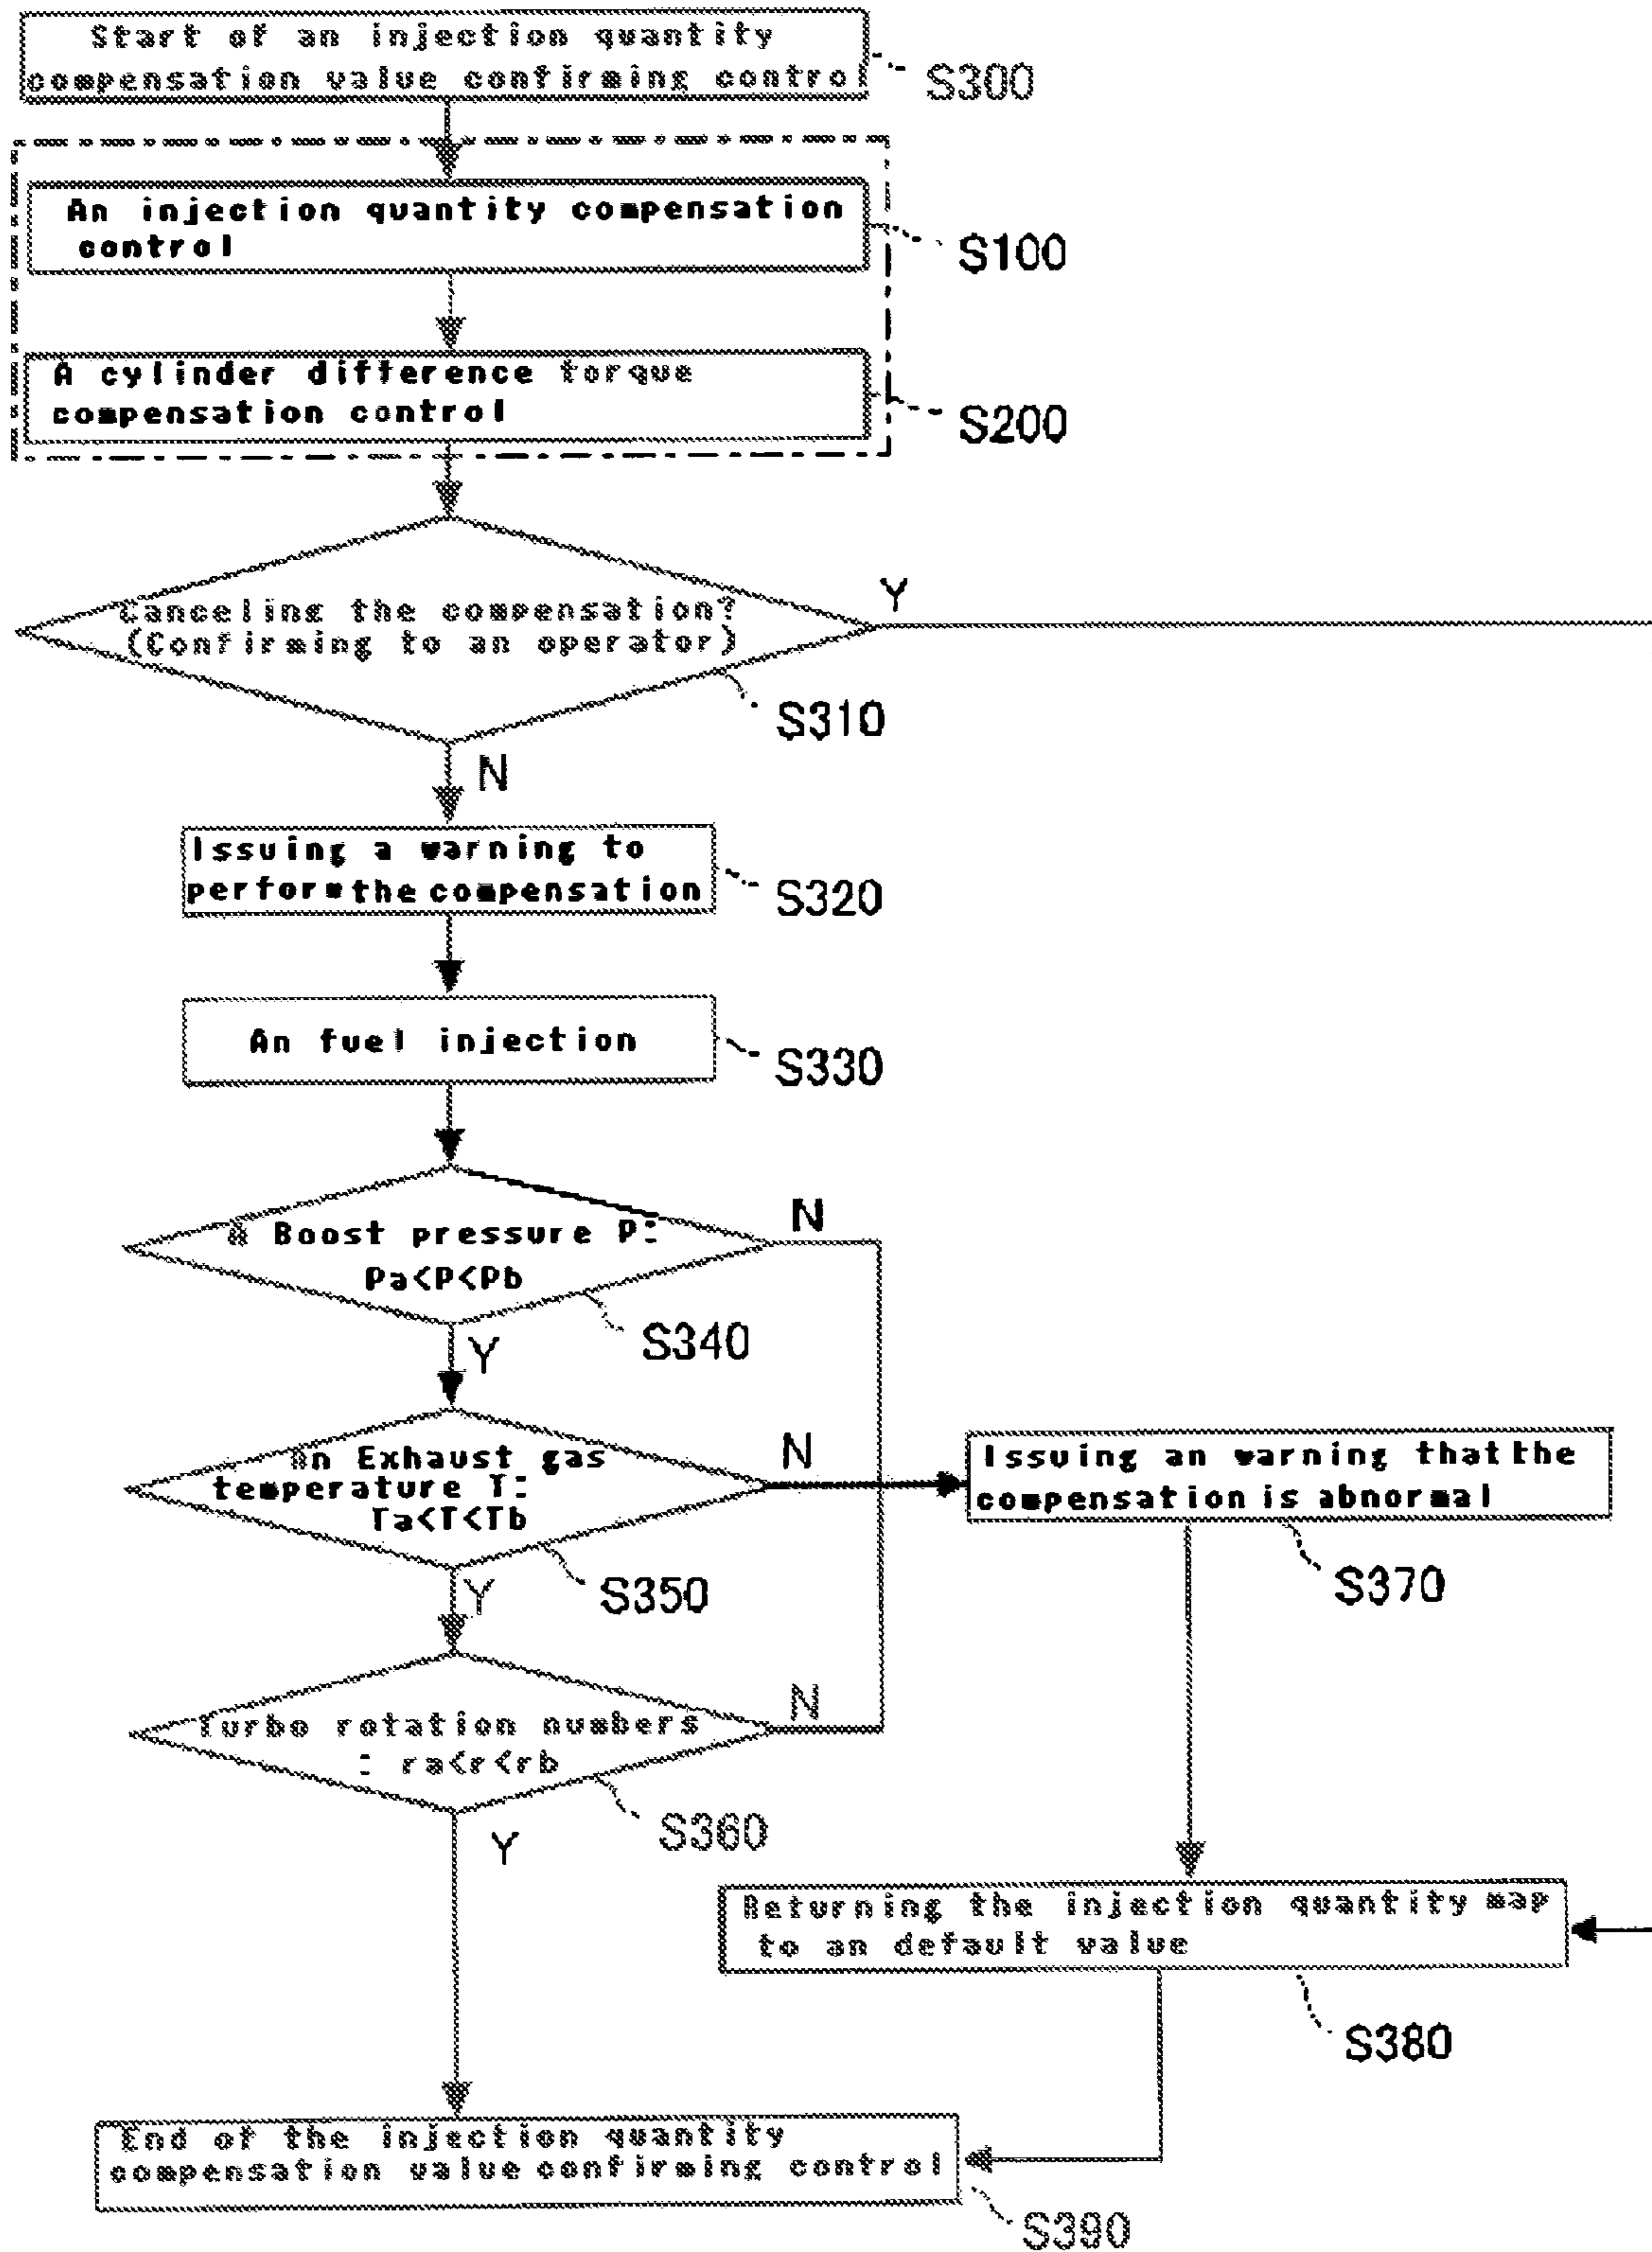 Start of an injection quantity
compensation value confirming control
S300
An injection quantity compensation
control
S100
A cylinder difference torque
compensation control
S200
Canceling the compensation?
(Confirming to an operator)
Y
S310
N
Issuing a warning to
perform the compensation
S320
An fuel injection
S330
a Boost pressure P:
Pa<P<Pb
N
S340
Y
An Exhaust gas
temperature T:
Ta<T<Tb
N
S350
Y
Issuing an warning that the
compensation is abnormal
S370
Turbo rotation numbers
: ra<r<rb
N
S360
Y
Returning the injection quantity map
to an default value
S380
End of the injection quantity
compensation value confirming control
S390